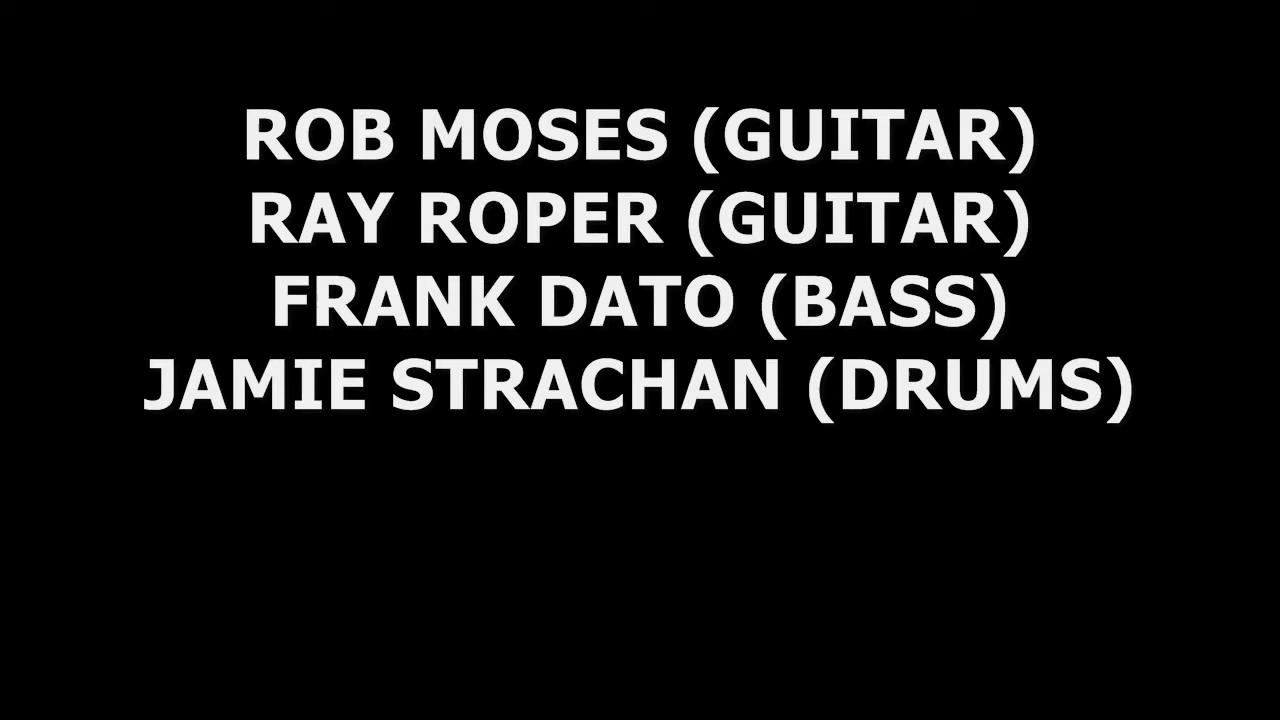 ROB MOSES (GUITAR)
RAY ROPER (GUITAR)
FRANK DATO (BASS)
JAMIE STRACHAN (DRUMS)